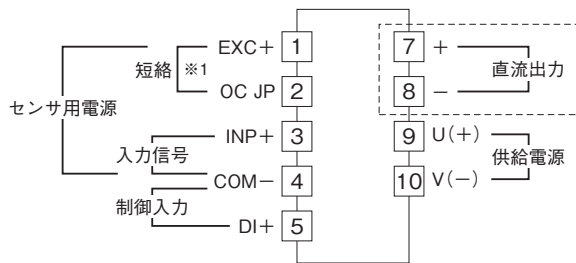 EXC+ 1
短絡 ※1
OC JP 2
センサ用電源
INP+ 3
入力信号
COM− 4
制御入力
DI+ 5
7 +
直流出力
8 −
9 U(+)
供給電源
10 V(−)